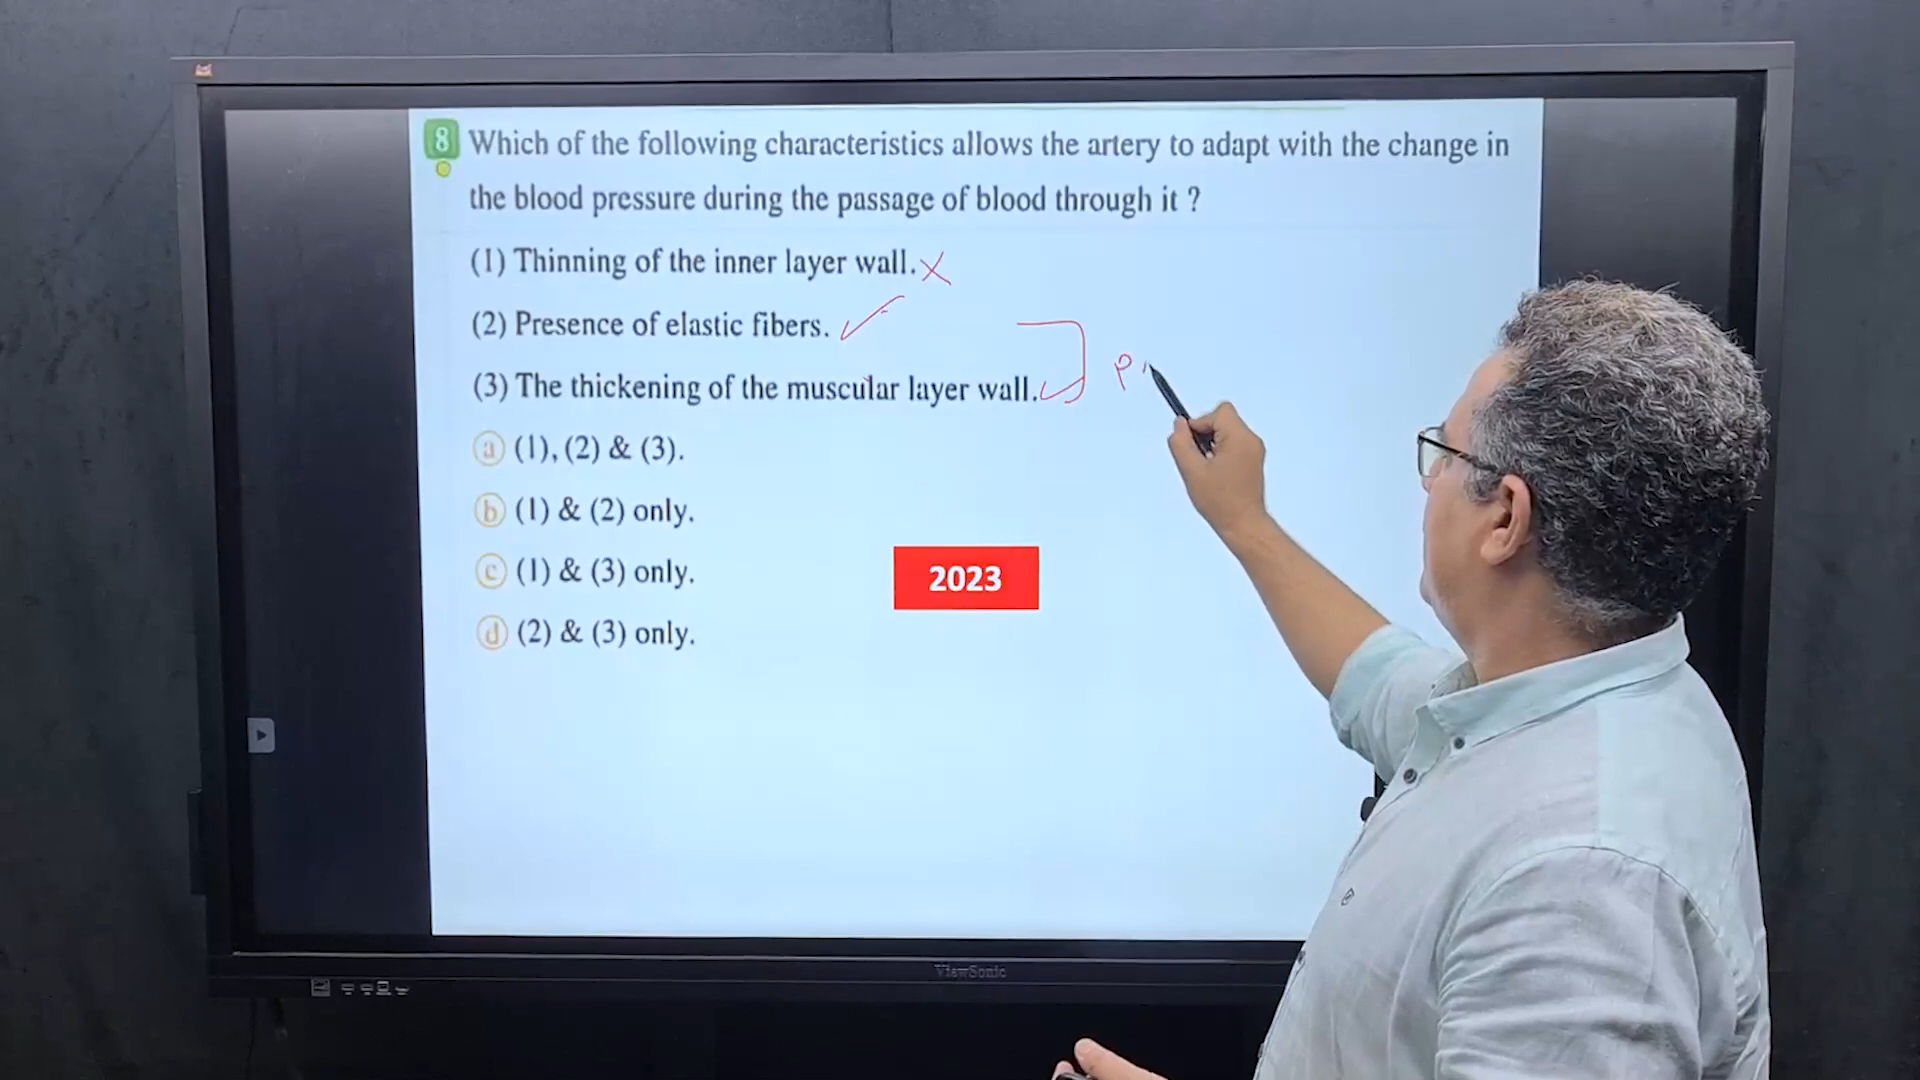 8 Which of the following characteristics allows the artery to adapt with the change in
the blood pressure during the passage of blood through it ?
(1) Thinning of the inner layer wall. X
(2) Presence of elastic fibers. ✓
(3) The thickening of the muscular layer wall. ✓
a (1), (2) & (3).
b (1) & (2) only.
c (1) & (3) only.
d (2) & (3) only.
2023
ViewSonic